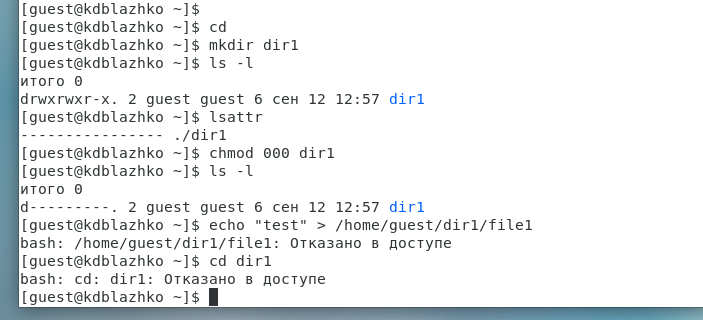 [guest@kdblazhko ~]$
[guest@kdblazhko ~]$ cd
[guest@kdblazhko ~]$ mkdir dir1
[guest@kdblazhko ~]$ ls -l
итого 0
drwxrwxr-x. 2 guest guest 6 сен 12 12:57 dir1
[guest@kdblazhko ~]$ lsattr
---------------- ./dir1
[guest@kdblazhko ~]$ chmod 000 dir1
[guest@kdblazhko ~]$ ls -l
итого 0
d---------. 2 guest guest 6 сен 12 12:57 dir1
[guest@kdblazhko ~]$ echo "test" > /home/guest/dir1/file1
bash: /home/guest/dir1/file1: Отказано в доступе
[guest@kdblazhko ~]$ cd dir1
bash: cd: dir1: Отказано в доступе
[guest@kdblazhko ~]$